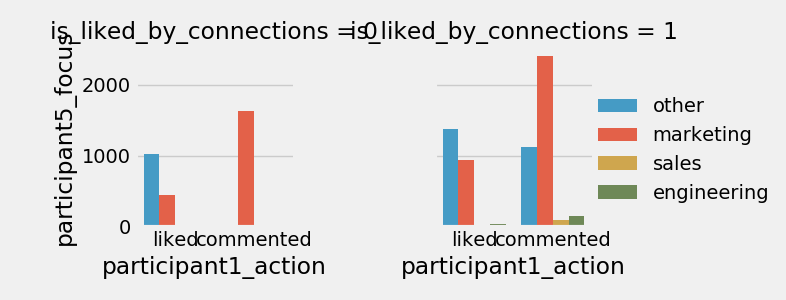 is_liked_by_connections = 0
is_liked_by_connections = 1
participant5_focus
2000
1000
0
liked
commented
liked
commented
participant1_action
participant1_action
other
marketing
sales
engineering